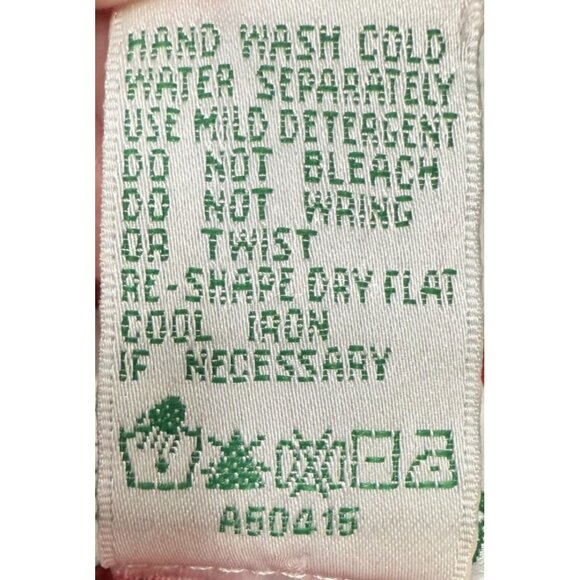 HAND WASH COLD
WATER SEPARATELY
USE MILD DETERGENT
DO NOT BLEACH
DO NOT WRING
OR TWIST
RE-SHAPE DRY FLAT
COOL IRON
IF NECESSARY
A50415